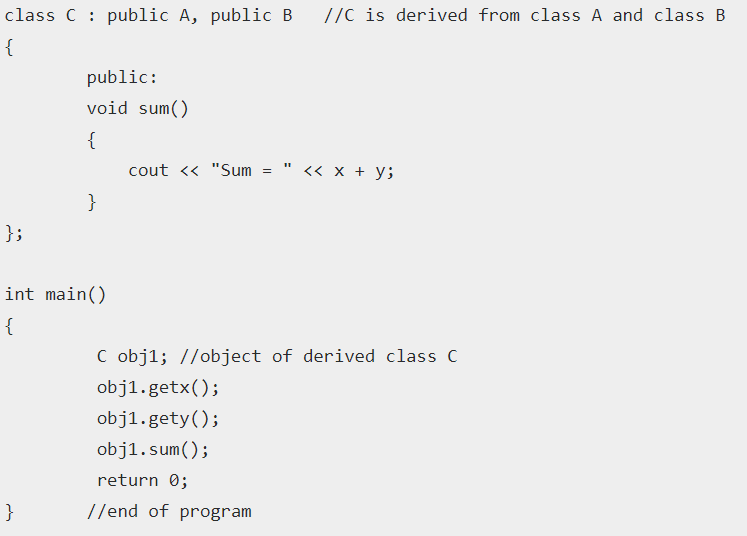 class C : public A, public B   //C is derived from class A and class B
{
        public:
        void sum()
        {
            cout << "Sum = " << x + y;
        }
};

int main()
{
         C obj1; //object of derived class C
         obj1.getx();
         obj1.gety();
         obj1.sum();
         return 0;
}       //end of program